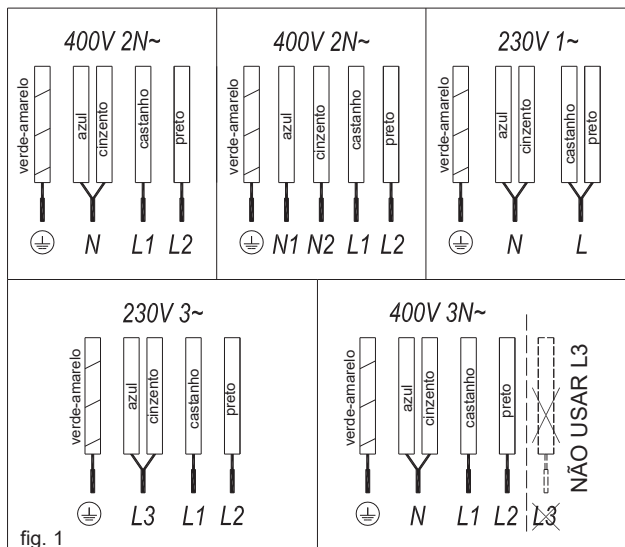 400V 2N~
verde-amarelo
azul
cinzento
castanho
preto
N L1 L2
400V 2N~
verde-amarelo
azul
cinzento
castanho
preto
N1 N2 L1 L2
230V 1~
verde-amarelo
azul
cinzento
castanho
preto
N L
230V 3~
verde-amarelo
azul
cinzento
castanho
preto
L3 L1 L2
400V 3N~
verde-amarelo
azul
cinzento
castanho
preto
NÃO USAR L3
N L1 L2 L3
fig. 1